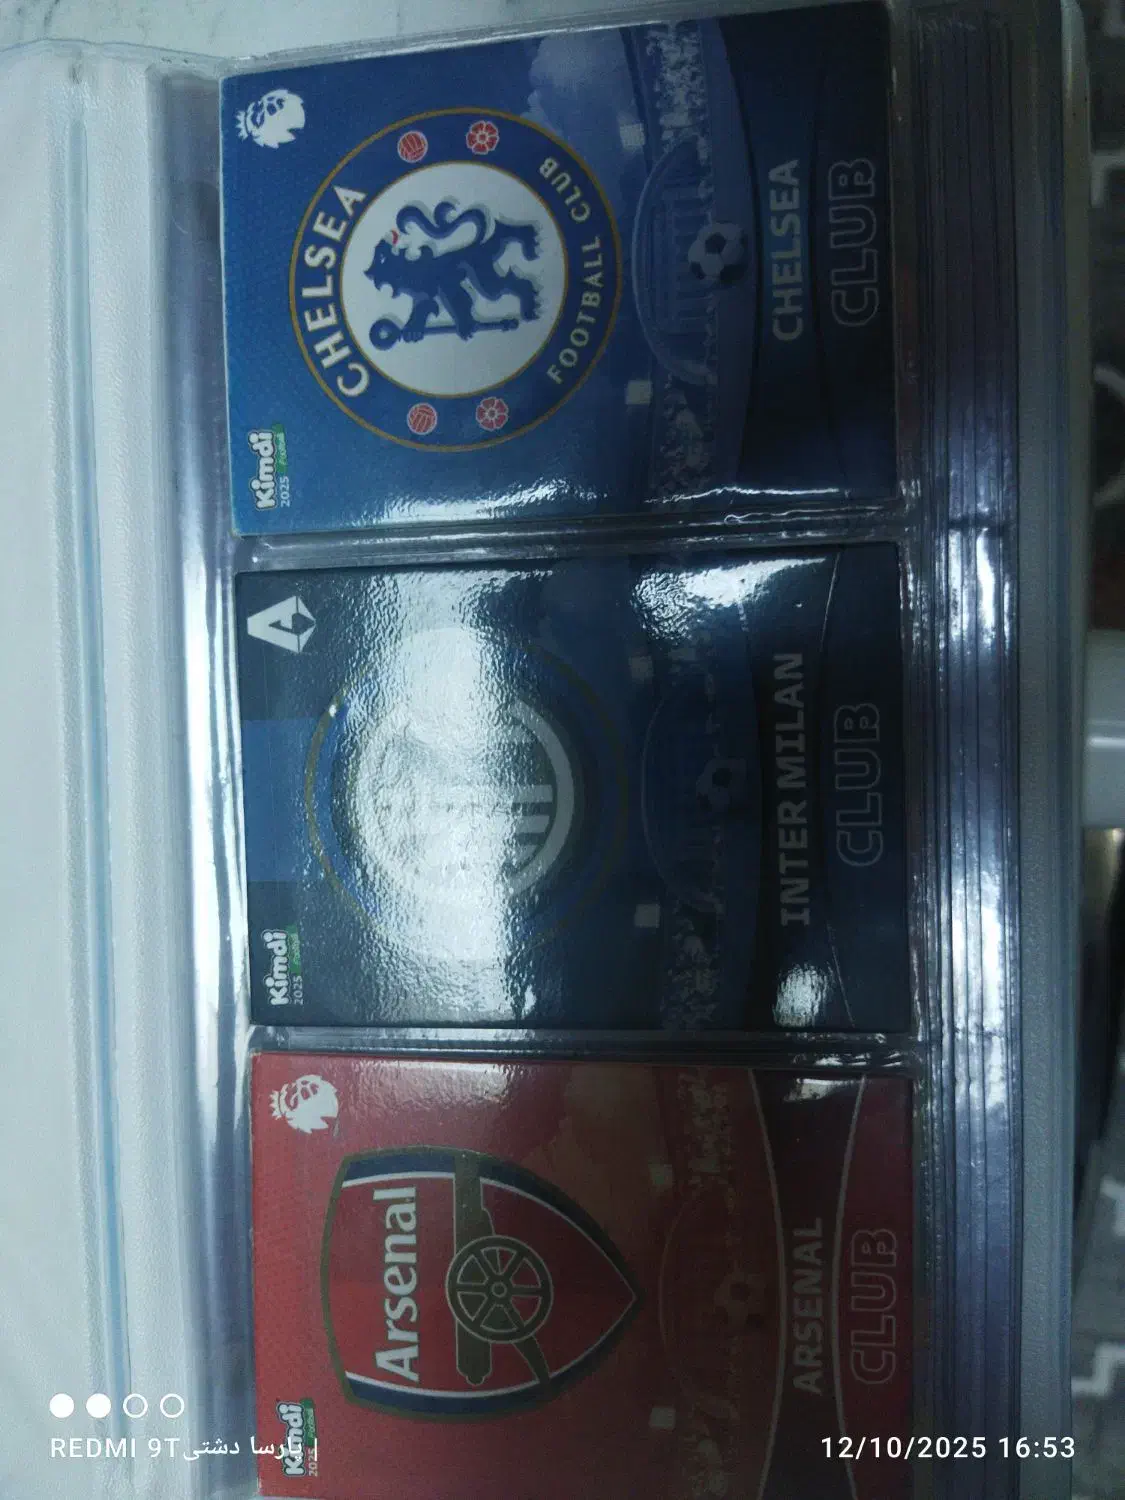 CHELSEA
FOOTBALL CLUB
Kimdi
2025
CHELSEA
CLUB
Kimdi
2025
INTER MILAN
CLUB
Arsenal
Kimdi
2025
ARSENAL
CLUB
REDMI 9T پارسا دشتی |
12/10/2025 16:53